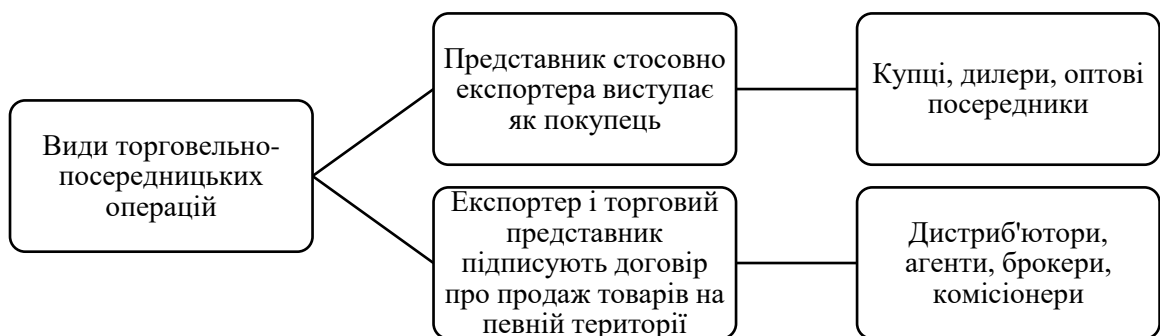 Види торговельно-
посередницьких
операцій
Представник стосовно
експортера виступає
як покупець
Купці, дилери, оптові
посередники
Експортер і торговий
представник
підписують договір
про продаж товарів на
певній території
Дистриб'ютори,
агенти, брокери,
комісіонери